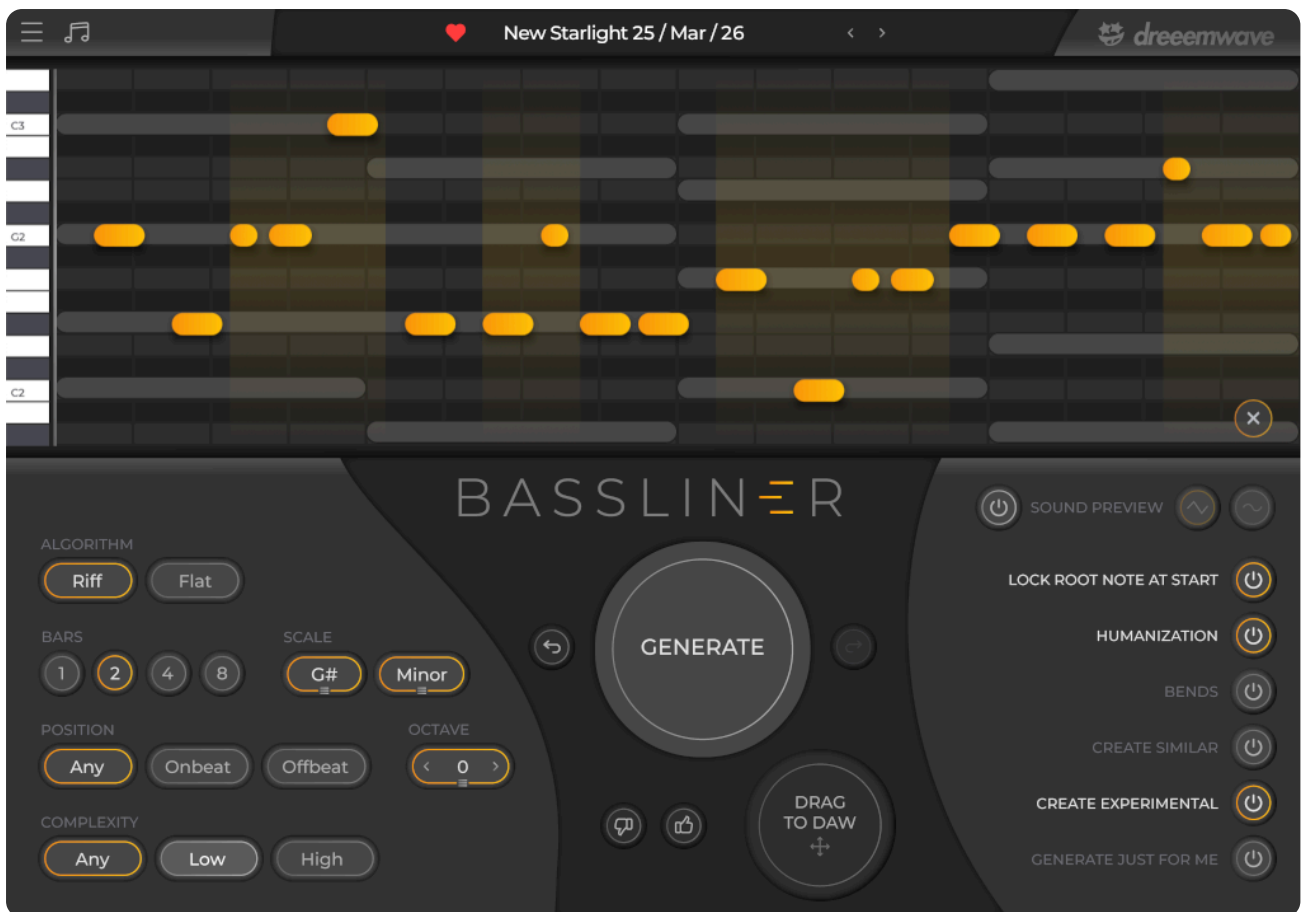 New Starlight 25 / Mar / 26
dreeemwave
C3
G2
C2
BASSLINER
SOUND PREVIEW
ALGORITHM
Riff Flat
LOCK ROOT NOTE AT START
BARS SCALE
1 2 4 8 G# Minor
GENERATE
HUMANIZATION
BENDS
POSITION OCTAVE
Any Onbeat Offbeat < 0 >
CREATE SIMILAR
DRAG
TO DAW
CREATE EXPERIMENTAL
COMPLEXITY
Any Low High
GENERATE JUST FOR ME